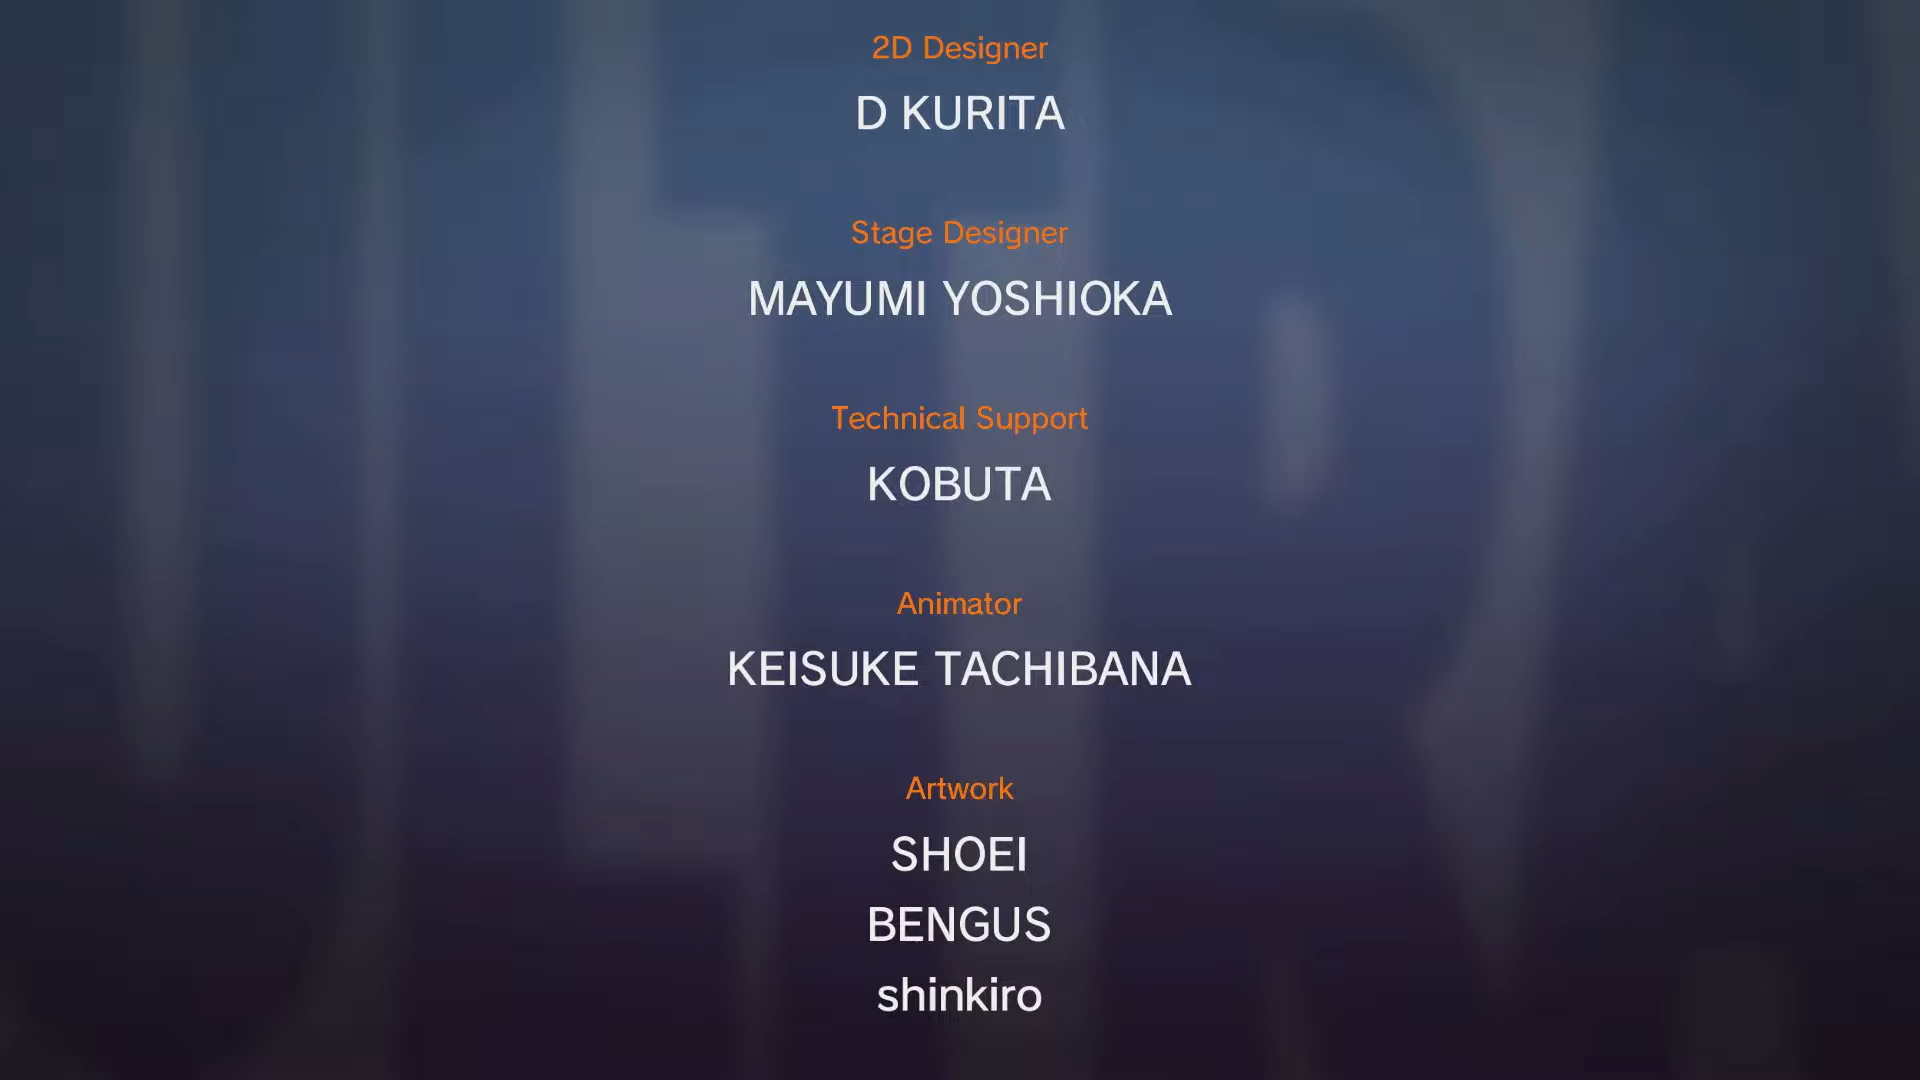 2D Designer
D KURITA
Stage Designer
MAYUMI YOSHIOKA
Technical Support
KOBUTA
Animator
KEISUKE TACHIBANA
Artwork
SHOEI
BENGUS
shinkiro